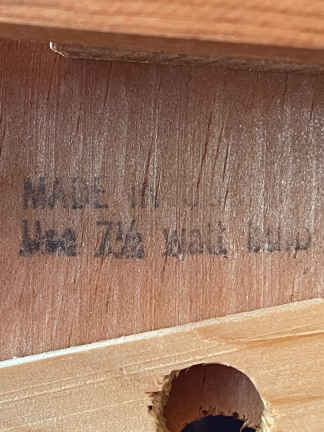 MADE IN
Use 7½ Watt Bulb